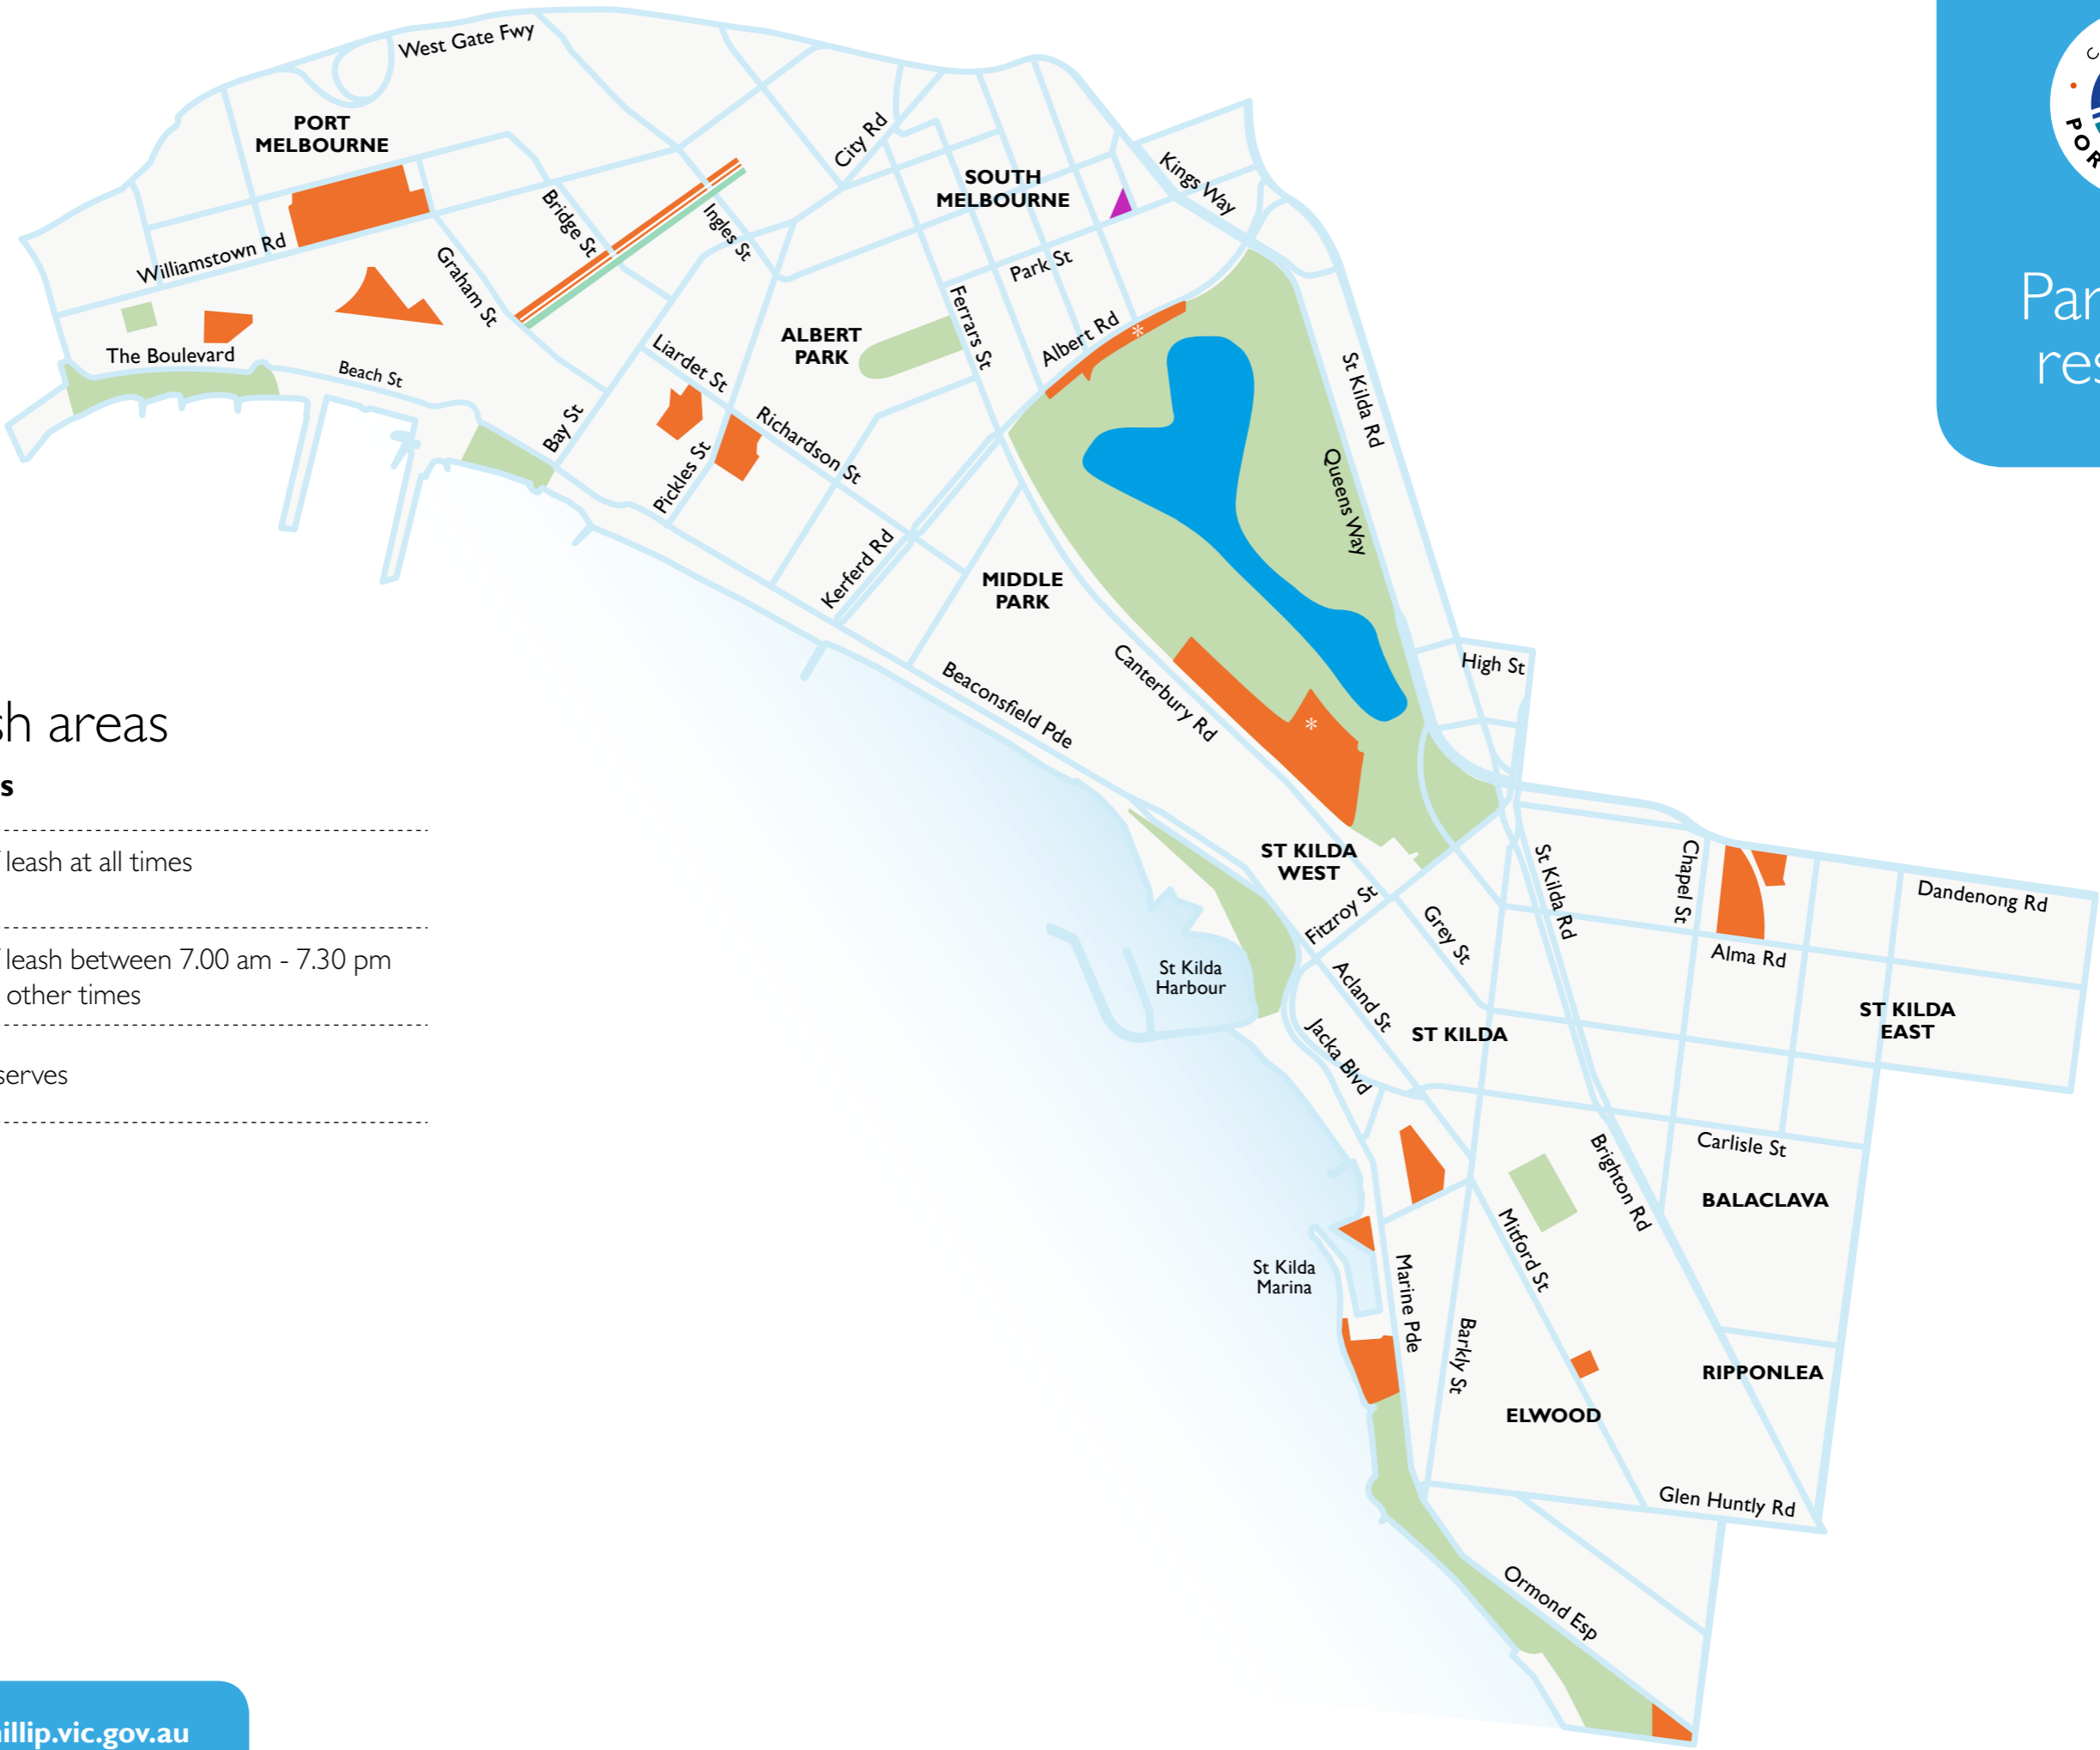 West Gate Fwy
PORT
MELBOURNE
City Rd
SOUTH
MELBOURNE
Kings Way
Bridge St
Ingles St
Williamstown Rd
Graham St
Park St
Ferrars St
Albert Rd
*
ALBERT
PARK
Liardet St
The Boulevard
Beach St
St Kilda Rd
Bay St
Richardson St
Pickles St
Queens Way
Kerferd Rd
MIDDLE
PARK
High St
Canterbury Rd
Beaconsfield Pde
*
ST KILDA
WEST
Fitzroy St
Grey St
St Kilda Rd
Chapel St
Dandenong Rd
Alma Rd
St Kilda
Harbour
Acland St
Jacka Blvd
ST KILDA
ST KILDA
EAST
Carlisle St
Brighton Rd
BALACLAVA
Mitford St
St Kilda
Marina
Marine Pde
Barkly St
RIPPONLEA
ELWOOD
Glen Huntly Rd
Ormond Esp
sh areas
s
leash at all times
leash between 7.00 am - 7.30 pm
other times
serves
illip.vic.gov.au
POR
Par
res